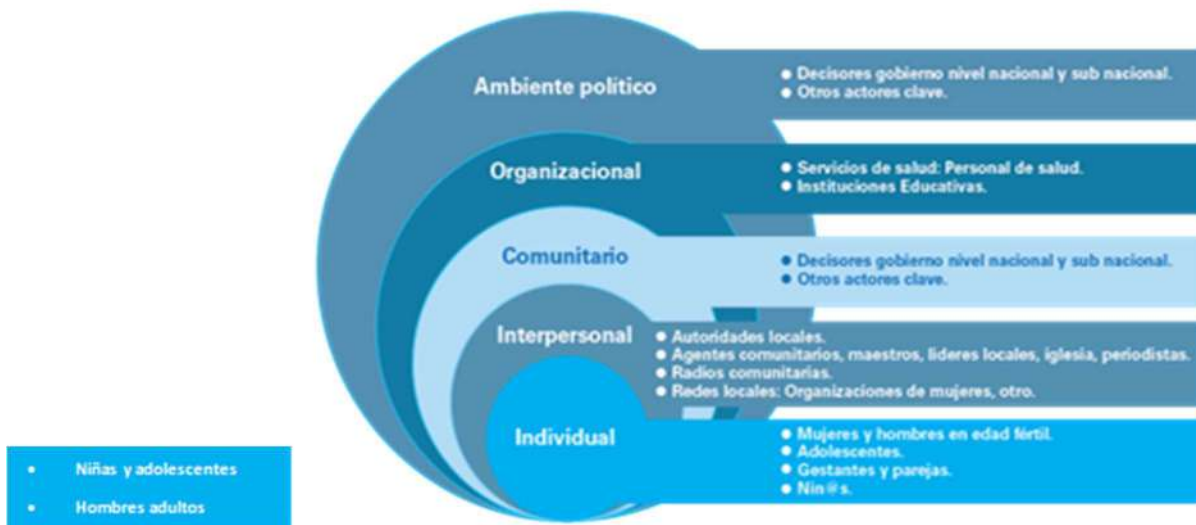 Ambiente político
● Decisores gobierno nivel nacional y sub nacional.
● Otros actores clave.
Organizacional
● Servicios de salud: Personal de salud.
● Instituciones Educativas.
Comunitario
● Decisores gobierno nivel nacional y sub nacional.
● Otros actores clave.
Interpersonal
● Autoridades locales.
● Agentes comunitarios, maestros, lideres locales, iglesia, periodistas.
● Radios comunitarias.
● Redes locales: Organizaciones de mujeres, otro.
Individual
● Mujeres y hombres en edad fértil.
● Adolescentes.
● Gestantes y parejas.
● Nin@s.
• Niñas y adolescentes
• Hombres adultos